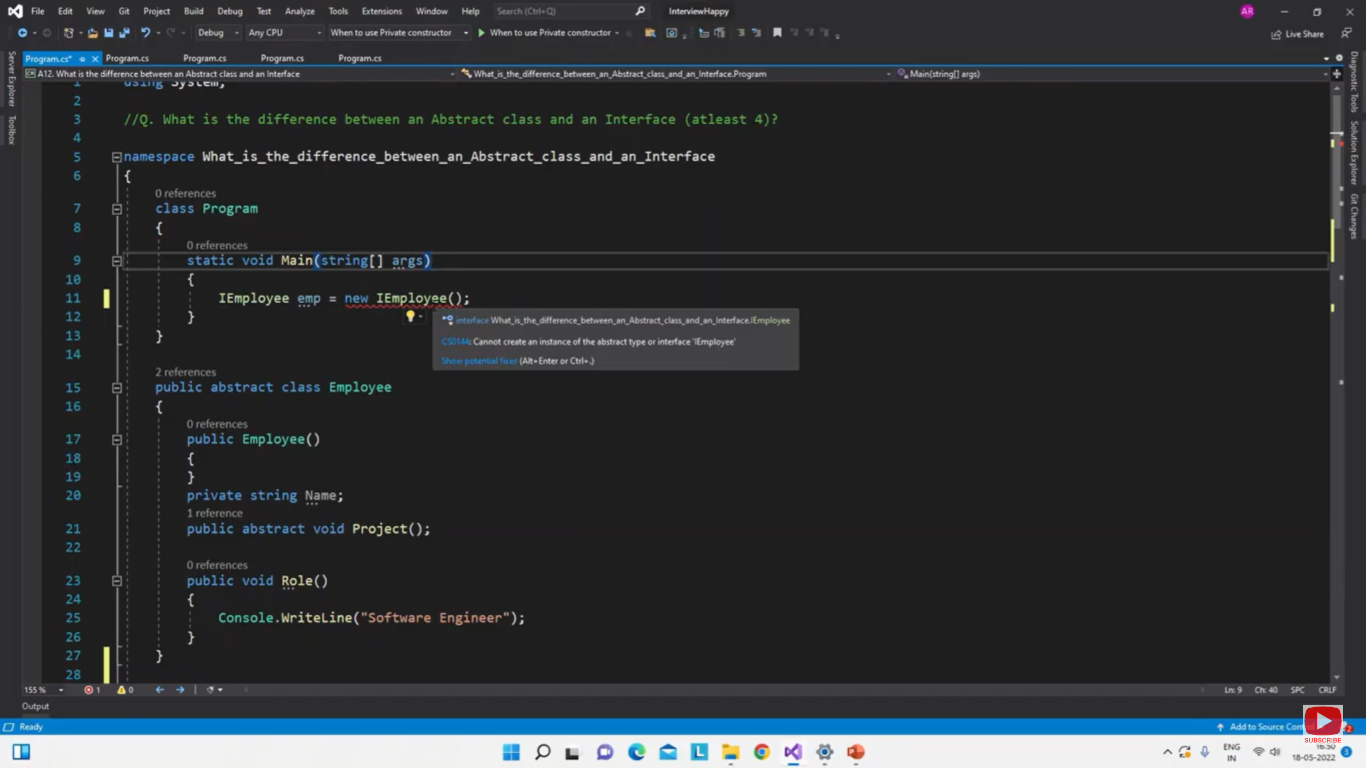 File Edit View Git Project Build Debug Test Analyze Tools Extensions Window Help Search (Ctrl+Q) InterviewHappy AR
Debug Any CPU When to use Private constructor When to use Private constructor Live Share
Program.cs* Program.cs Program.cs Program.cs Program.cs
A12. What is the difference between an Abstract class and an Interface What_is_the_difference_between_an_Abstract_class_and_an_Interface.Program Main(string[] args)
Server Explorer
Toolbox
Diagnostic Tools
Solution Explorer
Git Changes
1 using System;
2
3 //Q. What is the difference between an Abstract class and an Interface (atleast 4)?
4
5 namespace What_is_the_difference_between_an_Abstract_class_and_an_Interface
6 {
0 references
7 class Program
8 {
0 references
9 static void Main(string[] args)
10 {
11 IEmployee emp = new IEmployee();
12 }
interface What_is_the_difference_between_an_Abstract_class_and_an_Interface.IEmployee
13 }
CS0144: Cannot create an instance of the abstract type or interface 'IEmployee'
14
Show potential fixes (Alt+Enter or Ctrl+.)
2 references
15 public abstract class Employee
16 {
0 references
17 public Employee()
18 {
19 }
20 private string Name;
1 reference
21 public abstract void Project();
22
0 references
23 public void Role()
24 {
25 Console.WriteLine("Software Engineer");
26 }
27 }
28
155 % 1 0 Ln: 9 Ch: 40 SPC CRLF
Output
Ready Add to Source 2
SUBSCRIBE
L P ENG
IN 16:50
18-05-2022 3